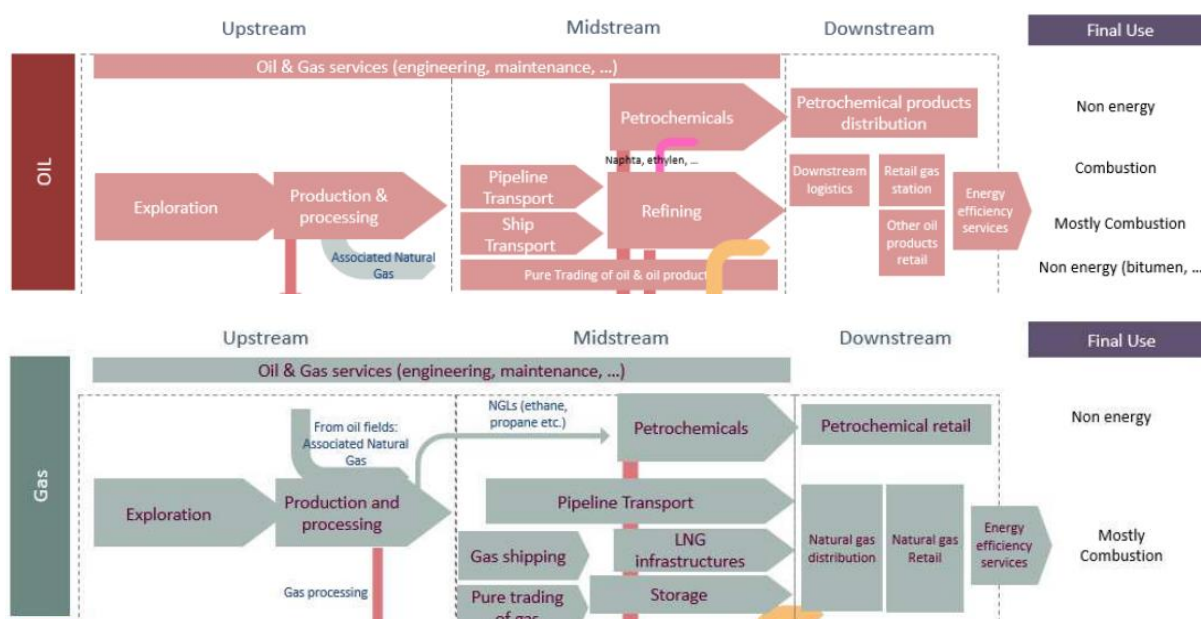 Upstream Midstream Downstream Final Use
OIL
Oil & Gas services (engineering, maintenance, ...)
Petrochemicals
Petrochemical products
distribution
Non energy
Naphta, ethylen, ...
Exploration
Production &
processing
Associated Natural
Gas
Pipeline
Transport
Ship
Transport
Refining
Pure Trading of oil & oil product
Downstream
logistics
Retail gas
station
Other oil
products
retail
Energy
efficiency
services
Combustion
Mostly Combustion
Non energy (bitumen, ...
Upstream Midstream Downstream Final Use
Gas
Oil & Gas services (engineering, maintenance, ...)
From oil fields:
Associated Natural
Gas
NGLs (ethane,
propane etc.)
Petrochemicals
Petrochemical retail
Non energy
Exploration
Production and
processing
Gas processing
Pipeline Transport
Gas shipping
LNG
infrastructures
Pure trading
of gas
Storage
Natural gas
distribution
Natural gas
Retail
Energy
efficiency
services
Mostly
Combustion